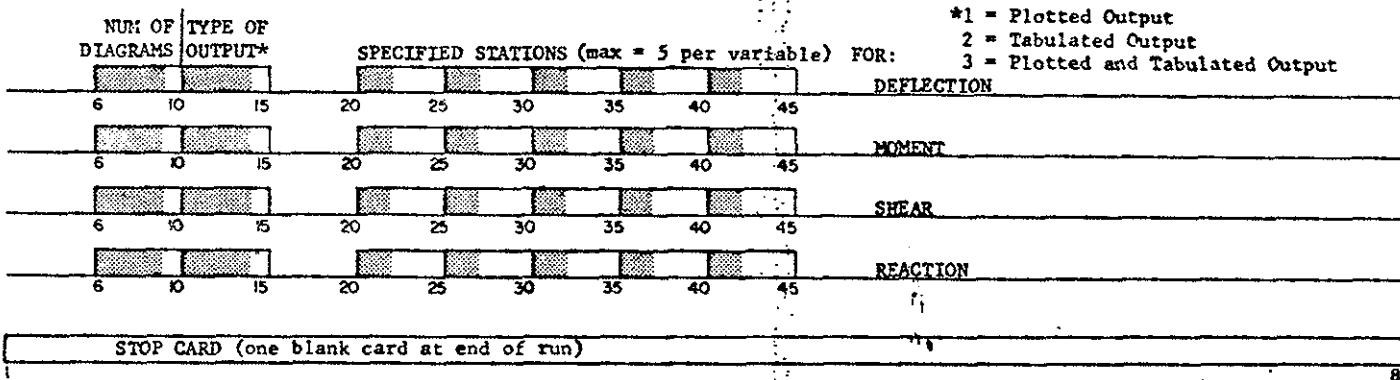 *1 = Plotted Output
NUM OF TYPE OF
2 = Tabulated Output
DIAGRAMS OUTPUT* SPECIFIED STATIONS (max = 5 per variable) FOR:
3 = Plotted and Tabulated Output
DEFLECTION
6 10 15 20 25 30 35 40 45
MOMENT
6 10 15 20 25 30 35 40 45
SHEAR
6 10 15 20 25 30 35 40 45
REACTION
6 10 15 20 25 30 35 40 45
STOP CARD (one blank card at end of run)
1
8